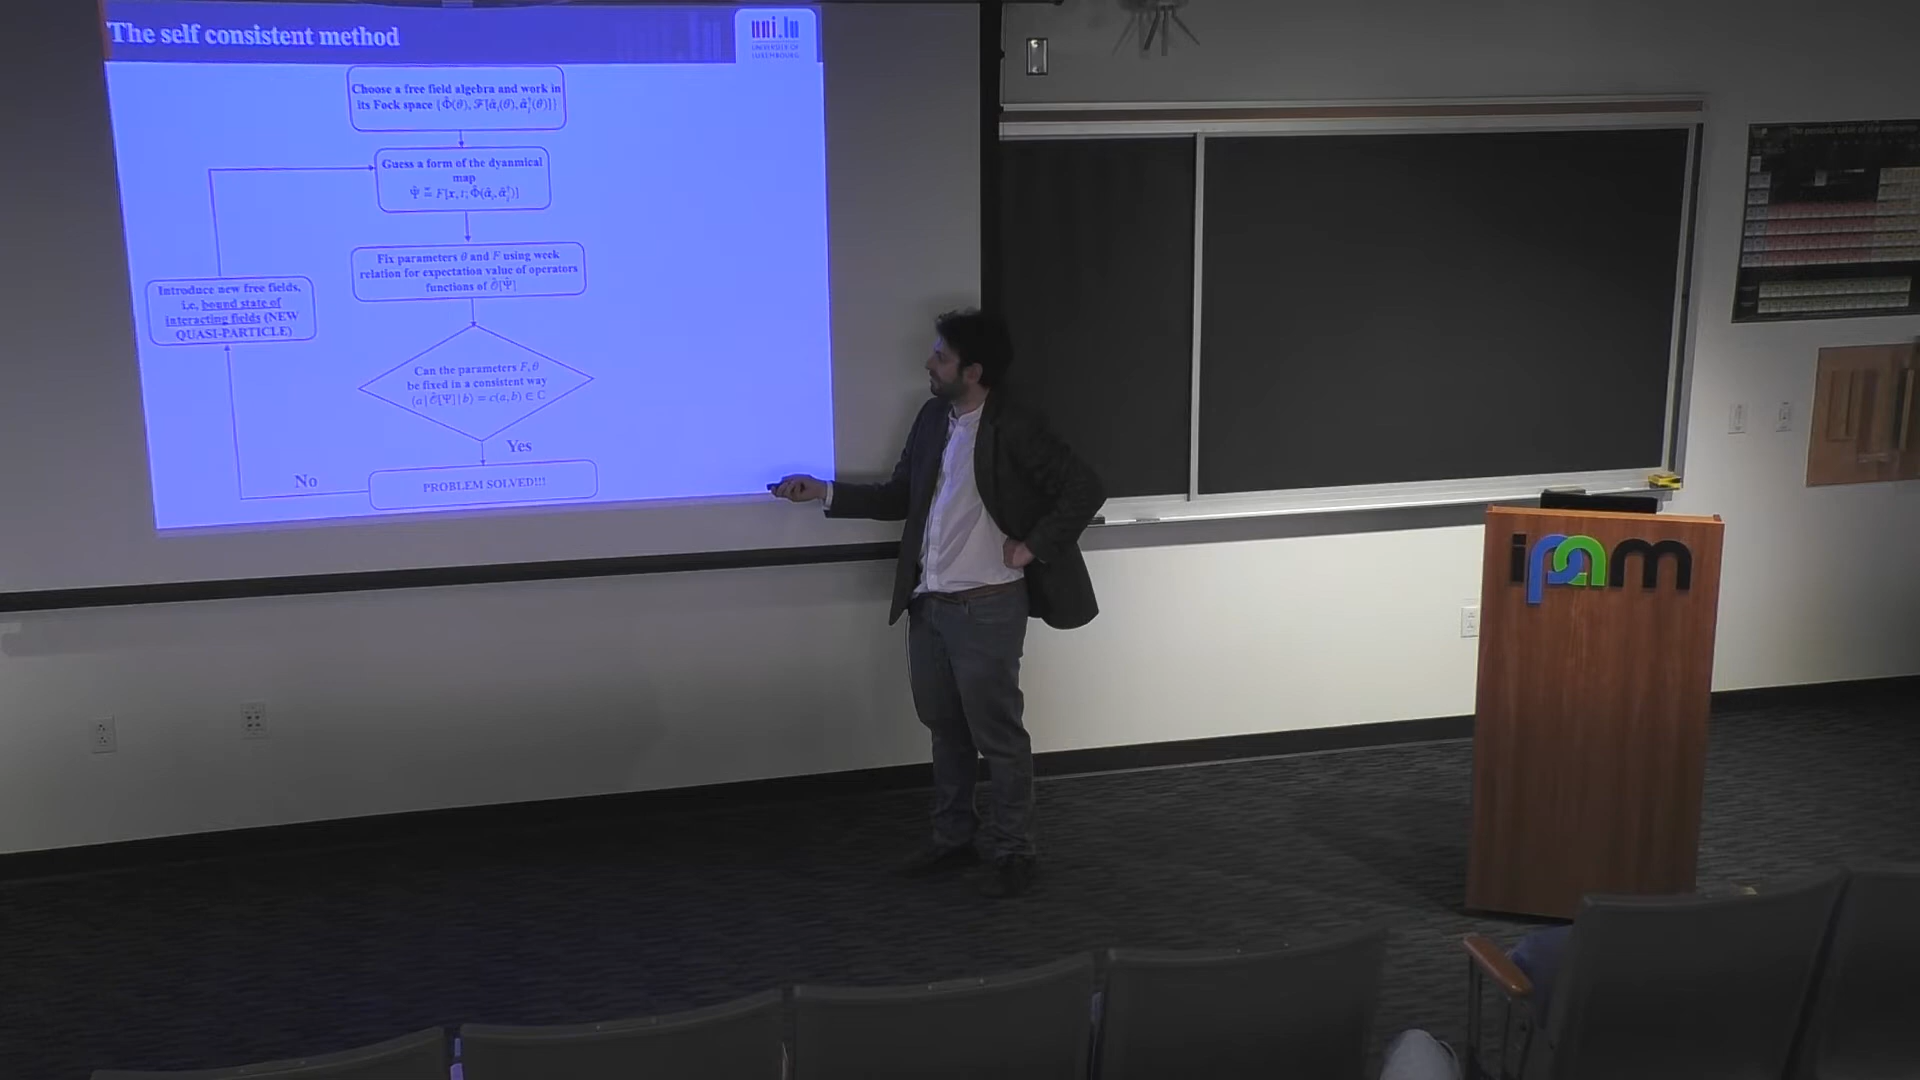 The self consistent method
uni.lu
UNIVERSITY OF
LUXEMBOURG
Choose a free field algebra and work in
its Fock space {Φ̂(θ), ℱ[α̂ᵢ(θ), α̂ⱼ†(θ)]}
Guess a form of the dyanmical
map
Ψ̂ ≝ F[x, t; Φ̂(α̂ᵢ, α̂ⱼ†)]
Fix parameters θ and F using week
relation for expectation value of operators
functions of Ô[Ψ̂]
Introduce new free fields,
i.e, bound state of
interacting fields (NEW
QUASI-PARTICLE)
Can the parameters F, θ
be fixed in a consistent way
⟨a|Ô[Ψ]|b⟩ = c(a, b) ∈ ℂ
Yes
No
PROBLEM SOLVED!!!
ipam